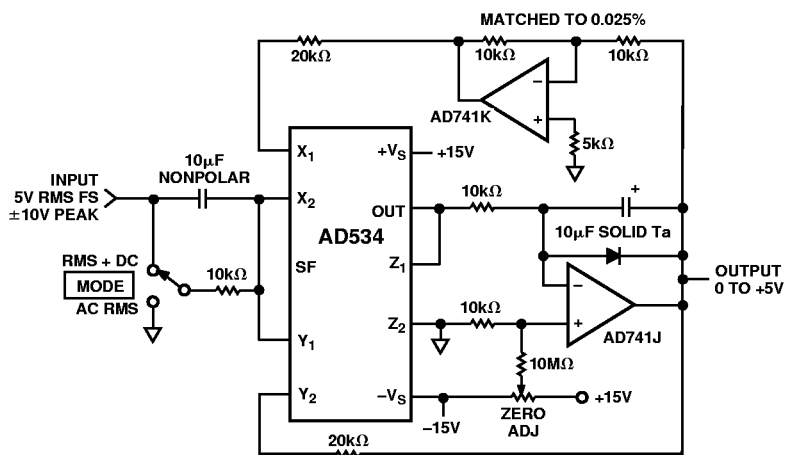 MATCHED TO 0.025%
20kΩ
10kΩ
10kΩ
AD741K
−
+
5kΩ
10µF
NONPOLAR
INPUT
5V RMS FS
±10V PEAK
RMS + DC
MODE
AC RMS
10kΩ
X1
X2
SF
Y1
Y2
AD534
+VS
+15V
OUT
Z1
Z2
−VS
−15V
10kΩ
+
10µF SOLID Ta
−
+
AD741J
10kΩ
10MΩ
ZERO
ADJ
+15V
OUTPUT
0 TO +5V
20kΩ